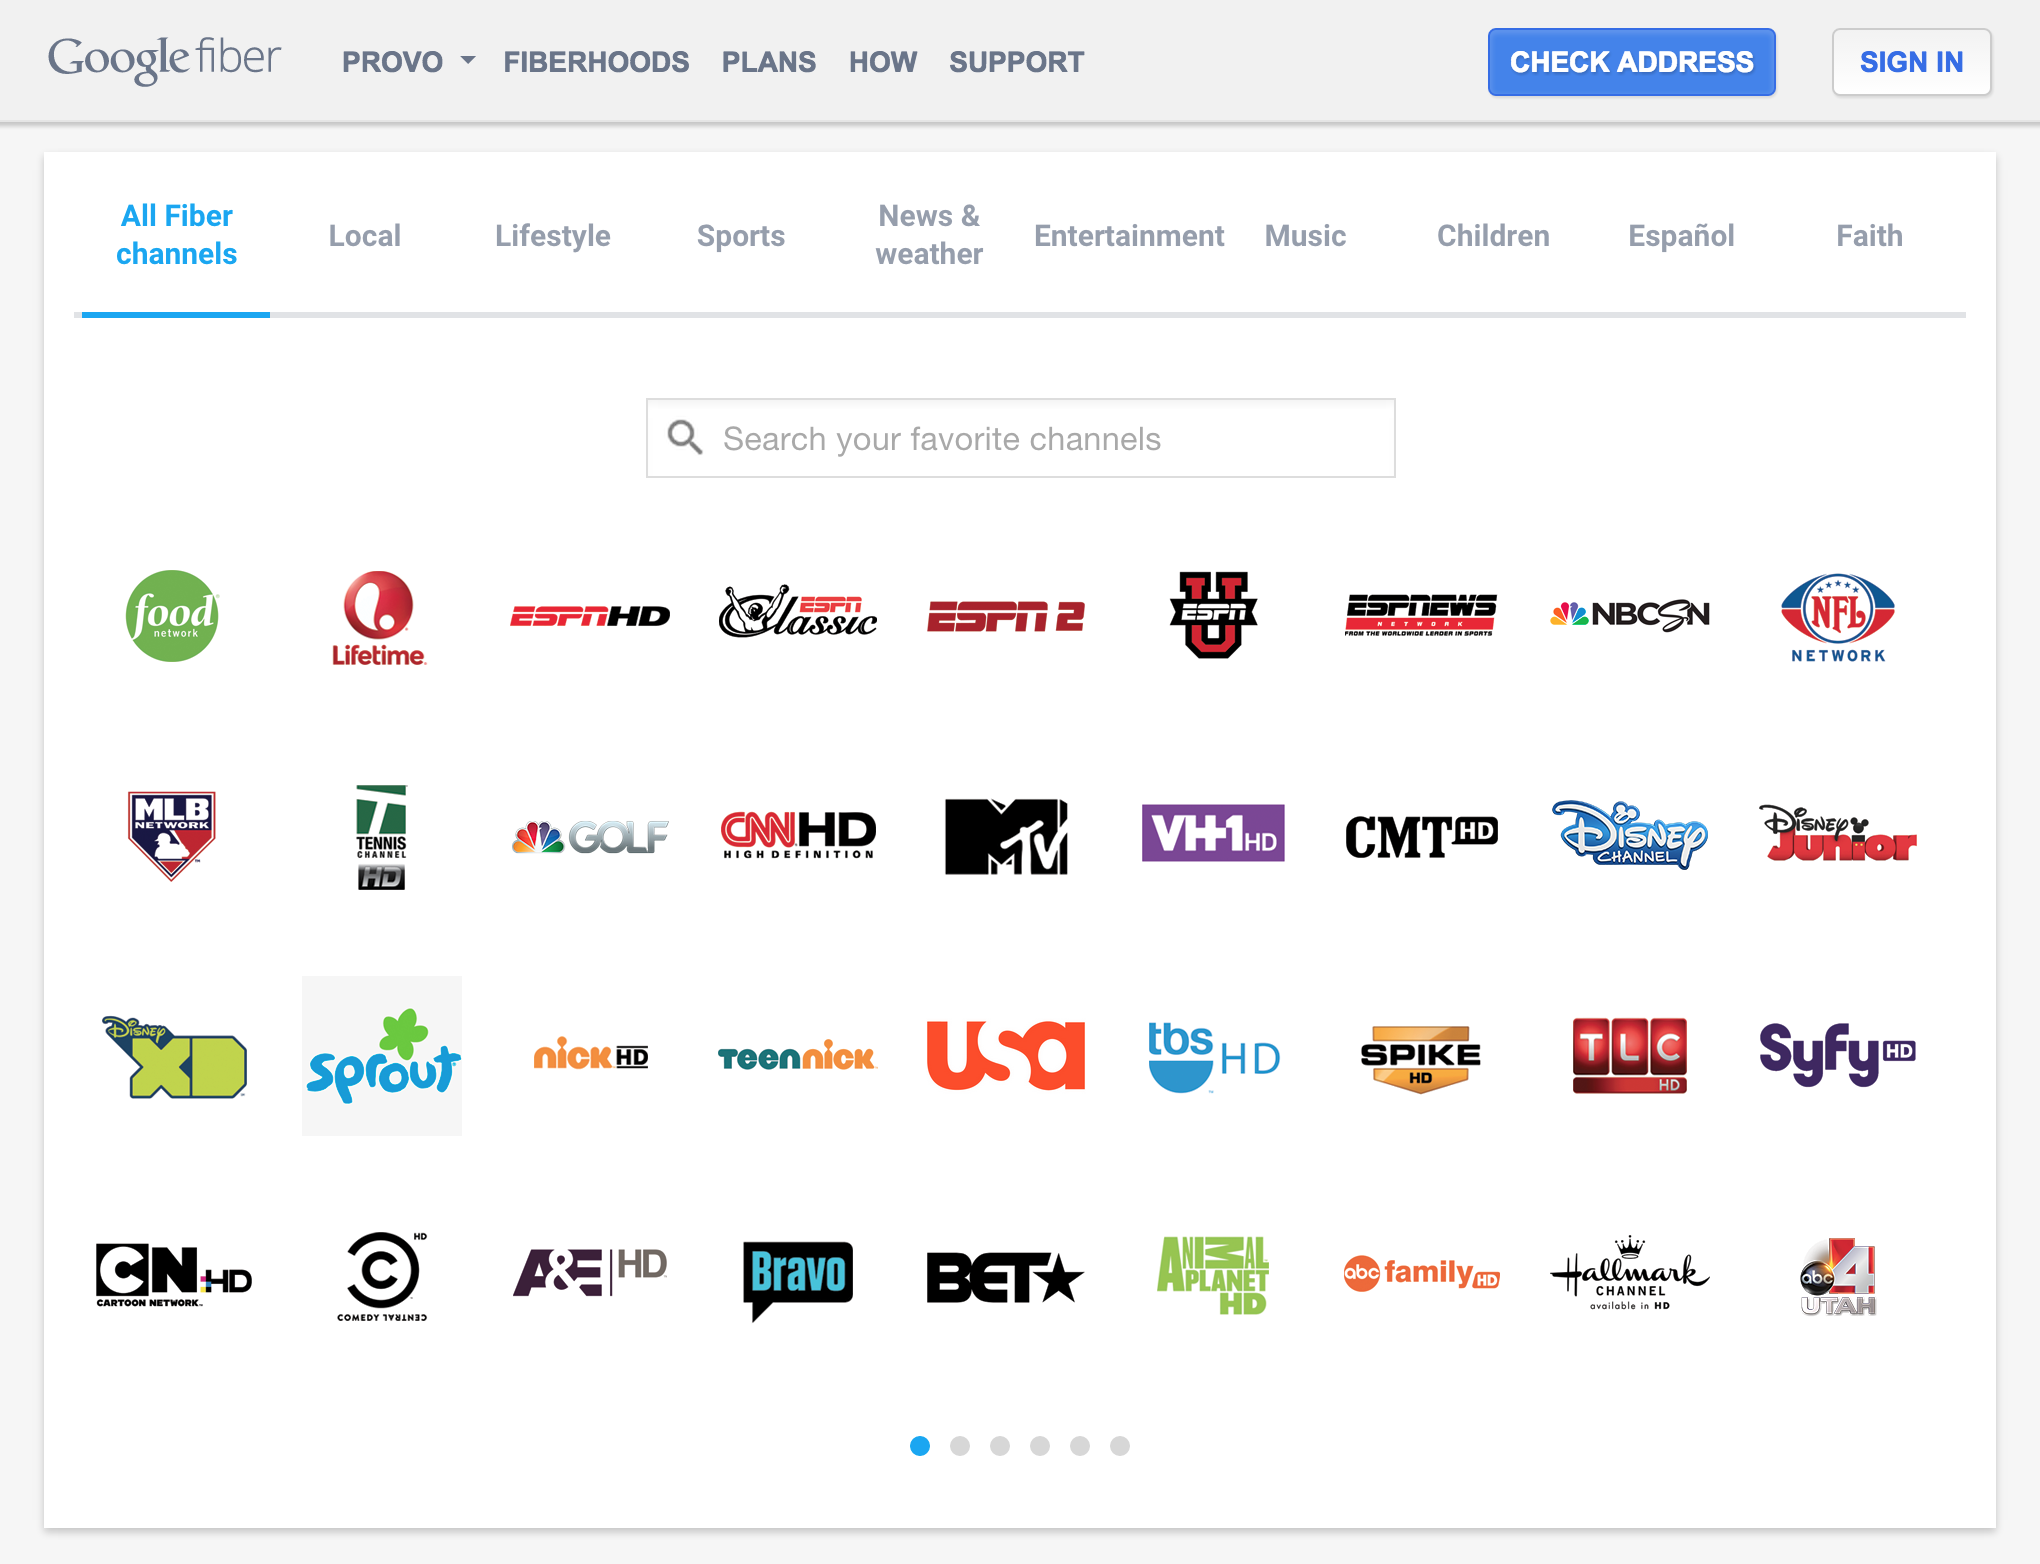 Google fiber PROVO FIBERHOODS PLANS HOW SUPPORT CHECK ADDRESS SIGN IN
All Fiber channels
Local
Lifestyle
Sports
News & weather
Entertainment
Music
Children
Español
Faith
Search your favorite channels
food network
Lifetime
ESPN HD
ESPN Classic
ESPN 2
ESPN U
ESPNEWS
NETWORK
FROM THE WORLDWIDE LEADER IN SPORTS
NBCSN
NFL
NETWORK
MLB
NETWORK
TENNIS
CHANNEL
HD
GOLF
CNN HD
HIGH DEFINITION
MTV
VH1 HD
CMT HD
Disney
CHANNEL
Disney
Junior
Disney
XD
sprout
nick HD
teennick
usa
tbs HD
SPIKE
HD
TLC
HD
Syfy HD
CN HD
CARTOON NETWORK
HD
COMEDY CENTRAL
A&E HD
Bravo
BET
ANIMAL
PLANET
HD
abc family HD
Hallmark
CHANNEL
available in HD
abc 4
UTAH